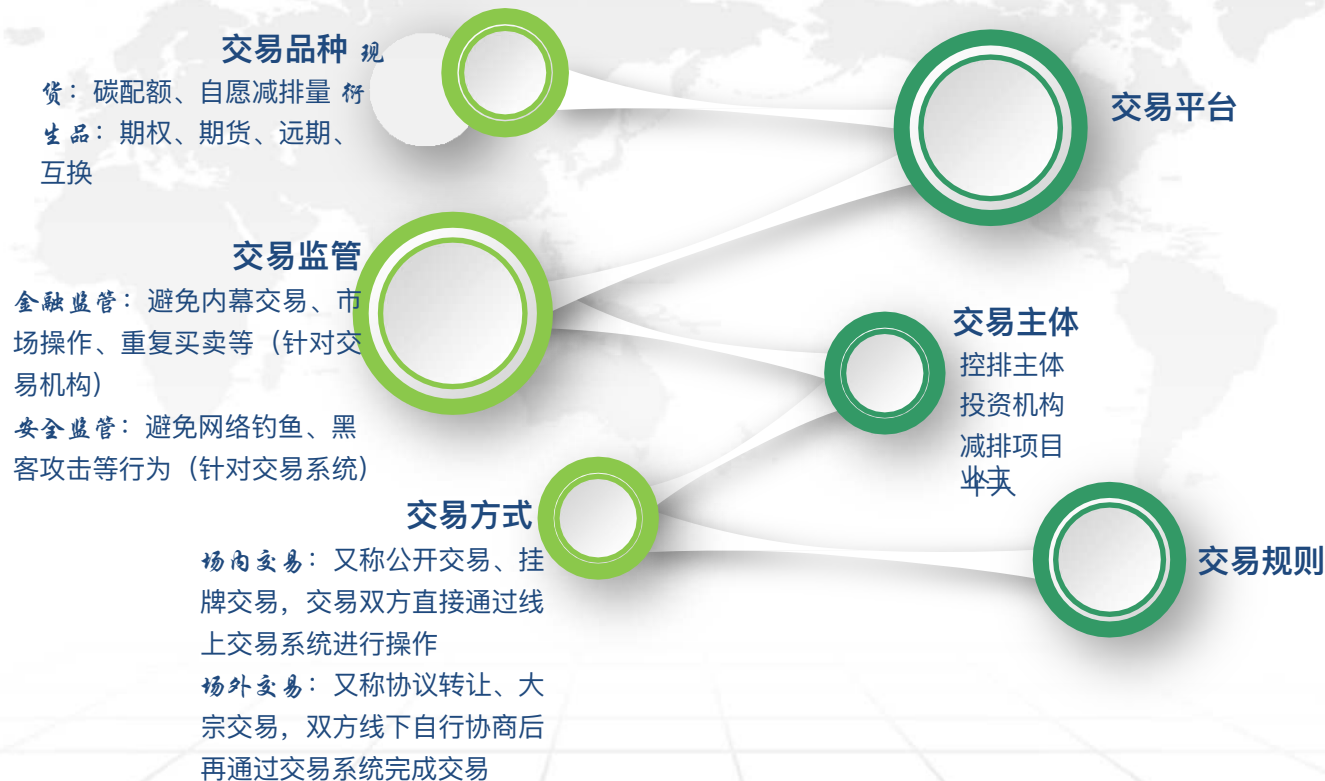 交易品种 现
货：碳配额、自愿减排量 衍
生品：期权、期货、远期、
互换
交易平台
交易监管
金融监管：避免内幕交易、市
场操作、重复买卖等（针对交
易机构）
安全监管：避免网络钓鱼、黑
客攻击等行为（针对交易系统）
交易主体
控排主体
投资机构
减排项目
业主
个人
交易方式
场内交易：又称公开交易、挂
牌交易，交易双方直接通过线
上交易系统进行操作
场外交易：又称协议转让、大
宗交易，双方线下自行协商后
再通过交易系统完成交易
交易规则